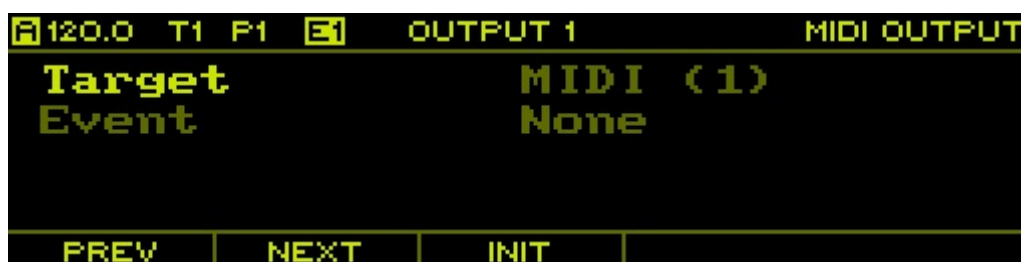 A 120.0 T1 P1 E1 OUTPUT 1 MIDI OUTPUT
Target MIDI (1)
Event None
PREV NEXT INIT